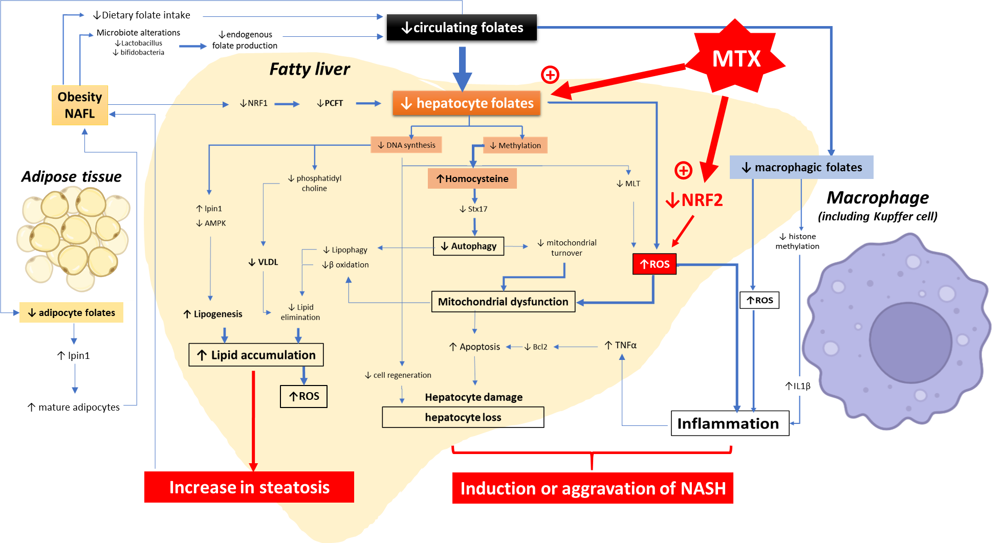 ↓Dietary folate intake
Microbiote alterations
↓Lactobacillus
↓ bifidobacteria
↓endogenous
folate production
↓circulating folates
MTX
Fatty liver
Obesity
NAFL
↓NRF1
↓PCFT
↓ hepatocyte folates
↓ DNA synthesis
↓ Methylation
↓ macrophagic folates
Adipose tissue
↓ phosphatidyl
choline
↑Homocysteine
↓ MLT
↓NRF2
Macrophage
(including Kupffer cell)
↑ lpin1
↓ AMPK
↓ Stx17
↓ histone
methylation
↓ Lipophagy
↓β oxidation
↓ Autophagy
↓ mitochondrial
turnover
↓ VLDL
↑ROS
↓ adipocyte folates
↑ Lipogenesis
↓ Lipid
elimination
Mitochondrial dysfunction
↑ROS
↑ lpin1
↑ Lipid accumulation
↑ Apoptosis
↓ Bcl2
↑ TNFα
↓ cell regeneration
↑IL1β
↑ROS
↑ mature adipocytes
Hepatocyte damage
hepatocyte loss
Inflammation
Increase in steatosis
Induction or aggravation of NASH